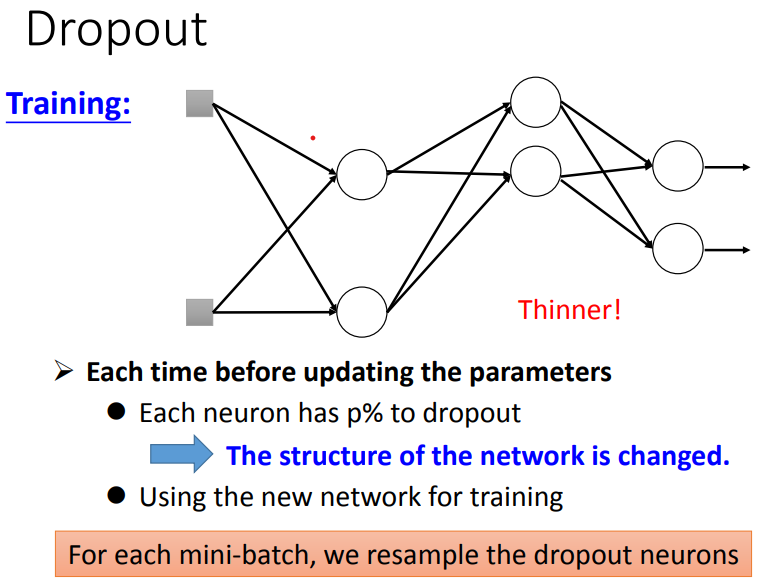 Dropout
Training:
Thinner!
➢ Each time before updating the parameters
● Each neuron has p% to dropout
The structure of the network is changed.
● Using the new network for training
For each mini-batch, we resample the dropout neurons